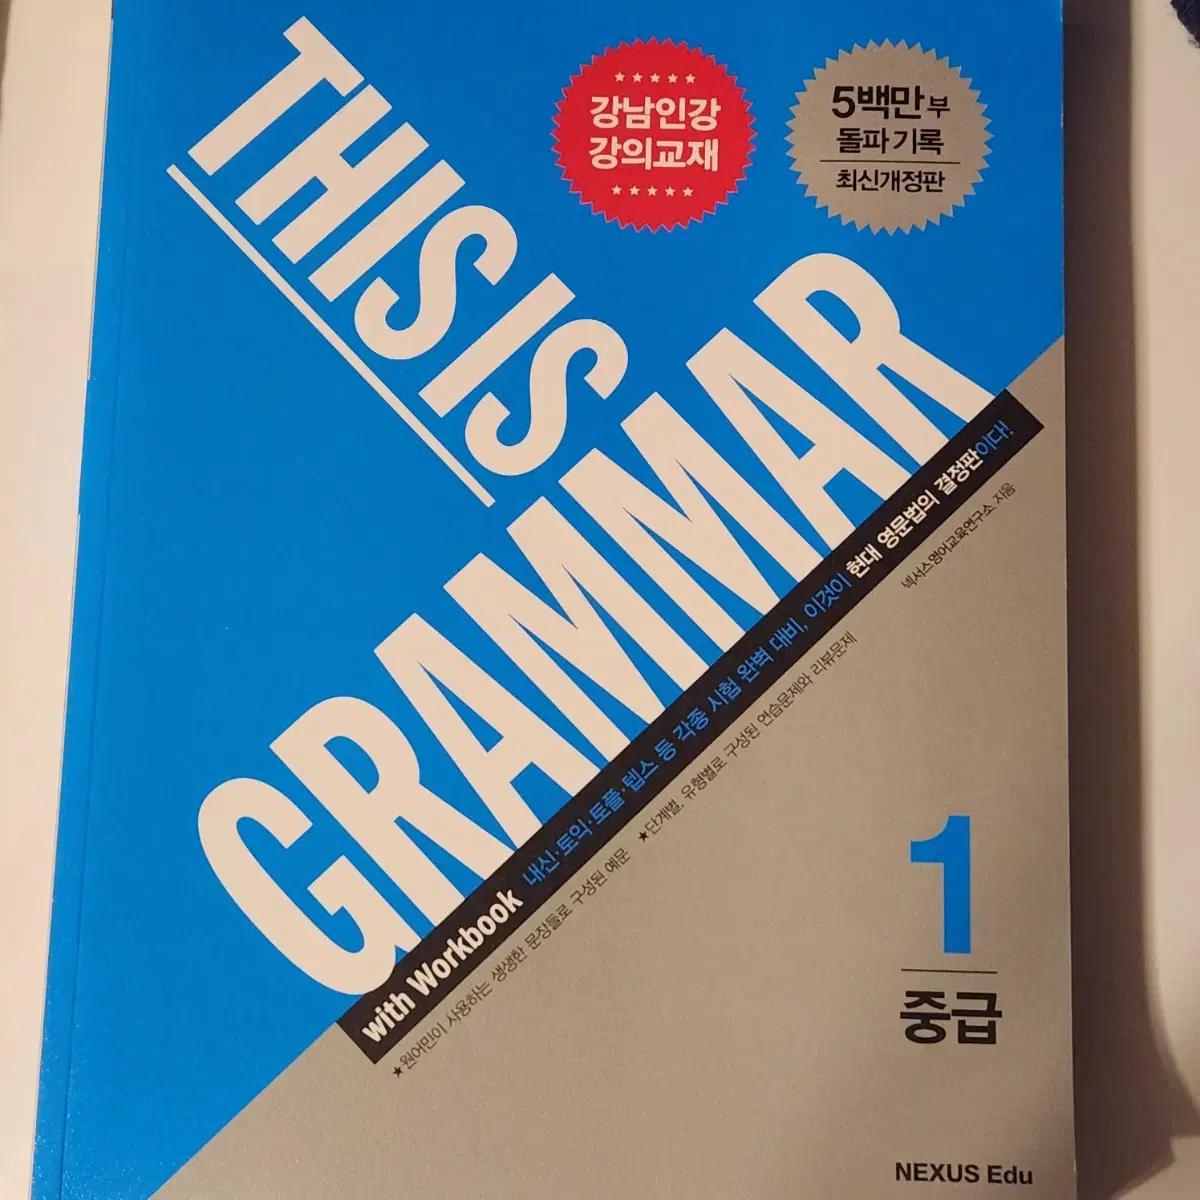 THIS IS
GRAMMAR
★★★★★
강남인강
강의교재
★★★★★
5백만 부
돌파 기록
최신개정판
with Workbook 내신·토익·토플·텝스 등 각종 시험 완벽 대비, 이것이 현대 영문법의 결정판이다!
넥서스영어교육연구소 지음
★원어민이 사용하는 생생한 문장들로 구성된 예문 ★단계별, 유형별로 구성된 연습문제와 리뷰문제
1
중급
NEXUS Edu